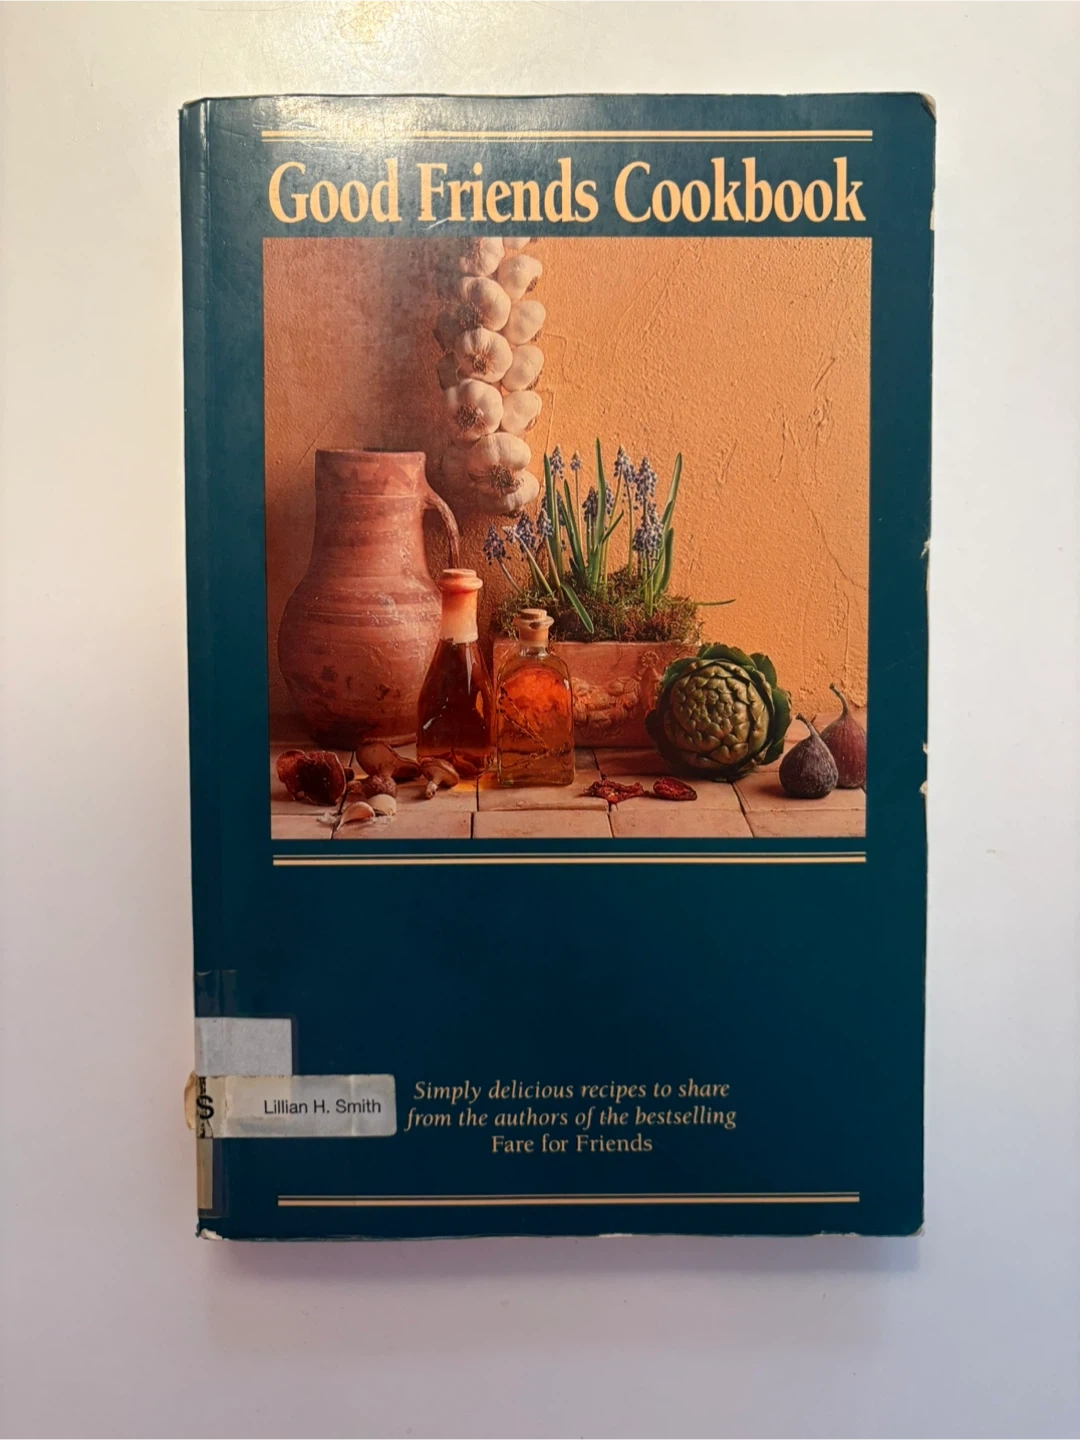 Good Friends Cookbook
S
Lillian H. Smith
Simply delicious recipes to share
from the authors of the bestselling
Fare for Friends